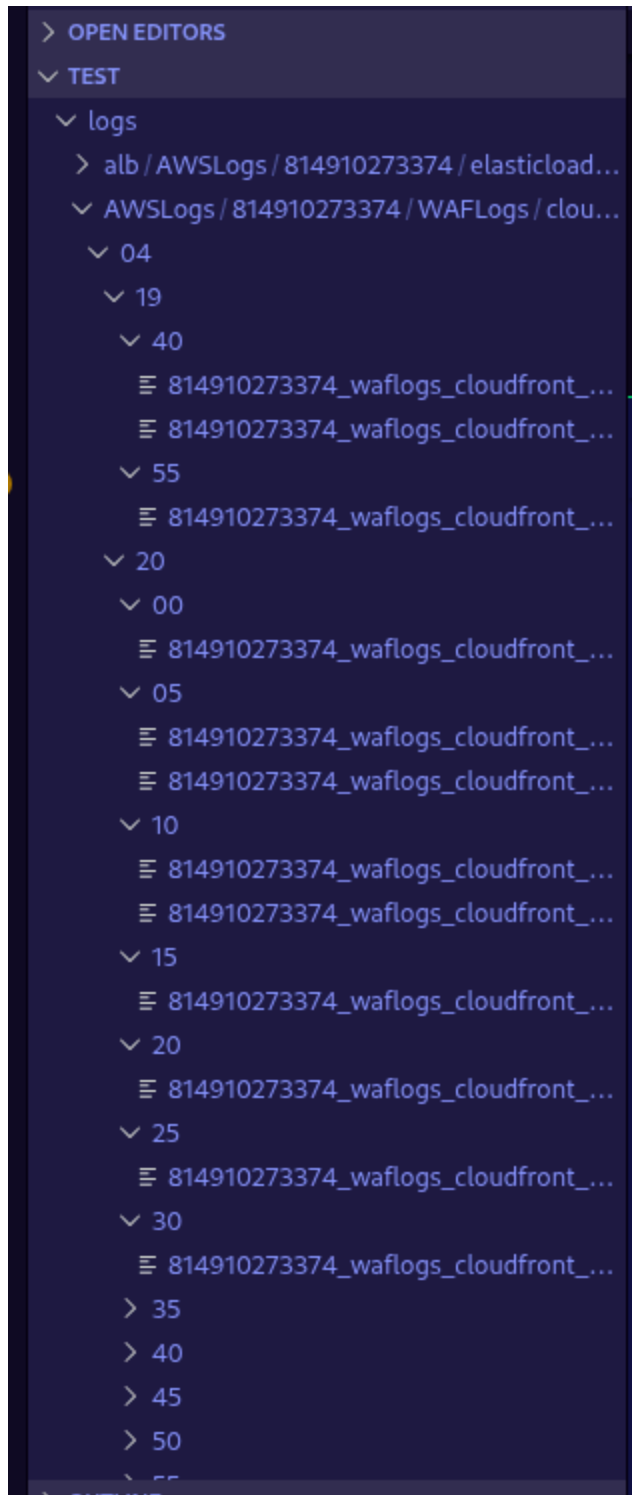 OPEN EDITORS
TEST
logs
alb / AWSLogs / 814910273374 / elasticload...
AWSLogs / 814910273374 / WAFLogs / clou...
04
19
40
814910273374_waflogs_cloudfront_...
814910273374_waflogs_cloudfront_...
55
814910273374_waflogs_cloudfront_...
20
00
814910273374_waflogs_cloudfront_...
05
814910273374_waflogs_cloudfront_...
814910273374_waflogs_cloudfront_...
10
814910273374_waflogs_cloudfront_...
814910273374_waflogs_cloudfront_...
15
814910273374_waflogs_cloudfront_...
20
814910273374_waflogs_cloudfront_...
25
814910273374_waflogs_cloudfront_...
30
814910273374_waflogs_cloudfront_...
35
40
45
50